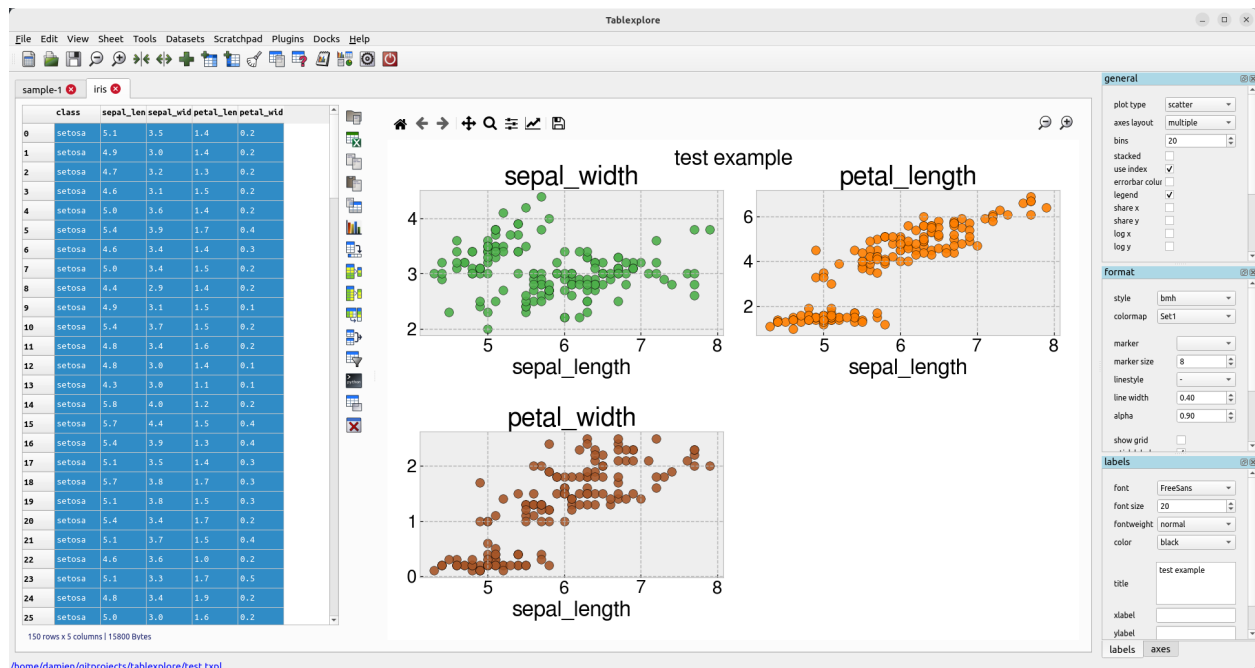 Tablexplore
File Edit View Sheet Tools Datasets Scratchpad Plugins Docks Help
sample-1 iris
class sepal_len sepal_wid petal_len petal_wid
0 setosa 5.1 3.5 1.4 0.2
1 setosa 4.9 3.0 1.4 0.2
2 setosa 4.7 3.2 1.3 0.2
3 setosa 4.6 3.1 1.5 0.2
4 setosa 5.0 3.6 1.4 0.2
5 setosa 5.4 3.9 1.7 0.4
6 setosa 4.6 3.4 1.4 0.3
7 setosa 5.0 3.4 1.5 0.2
8 setosa 4.4 2.9 1.4 0.2
9 setosa 4.9 3.1 1.5 0.1
10 setosa 5.4 3.7 1.5 0.2
11 setosa 4.8 3.4 1.6 0.2
12 setosa 4.8 3.0 1.4 0.1
13 setosa 4.3 3.0 1.1 0.1
14 setosa 5.8 4.0 1.2 0.2
15 setosa 5.7 4.4 1.5 0.4
16 setosa 5.4 3.9 1.3 0.4
17 setosa 5.1 3.5 1.4 0.3
18 setosa 5.7 3.8 1.7 0.3
19 setosa 5.1 3.8 1.5 0.3
20 setosa 5.4 3.4 1.7 0.2
21 setosa 5.1 3.7 1.5 0.4
22 setosa 4.6 3.6 1.0 0.2
23 setosa 5.1 3.3 1.7 0.5
24 setosa 4.8 3.4 1.9 0.2
25 setosa 5.0 3.0 1.6 0.2
150 rows x 5 columns | 15800 Bytes
/home/damien/gitprojects/tablexplore/test.txpl
test example
sepal_width
4
3
2
5 6 7 8
sepal_length
petal_length
6
4
2
5 6 7 8
sepal_length
petal_width
2
1
0
5 6 7 8
sepal_length
general
plot type scatter
axes layout multiple
bins 20
stacked
use index
errorbar colu
legend
share x
share y
log x
log y
format
style bmh
colormap Set1
marker
marker size 8
linestyle -
line width 0.40
alpha 0.90
show grid
labels
font FreeSans
font size 20
fontweight normal
color black
title test example
xlabel
ylabel
labels axes